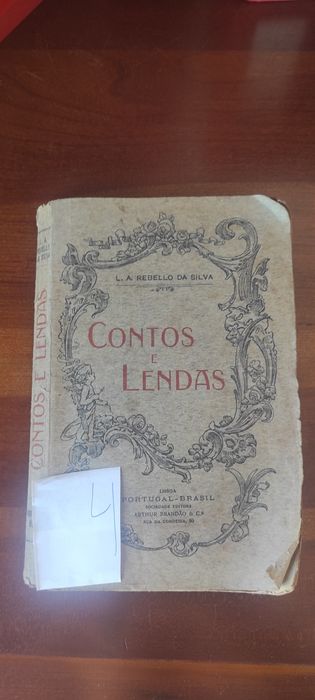 L. A. REBELLO DA SILVA
CONTOS
E
LENDAS
LISBOA
PORTUGAL-BRASIL
SOCIEDADE EDITORA
ARTHUR BRANDÃO & C.ª
RUA DA CONDESSA, 80
4
CONTOS E LENDAS